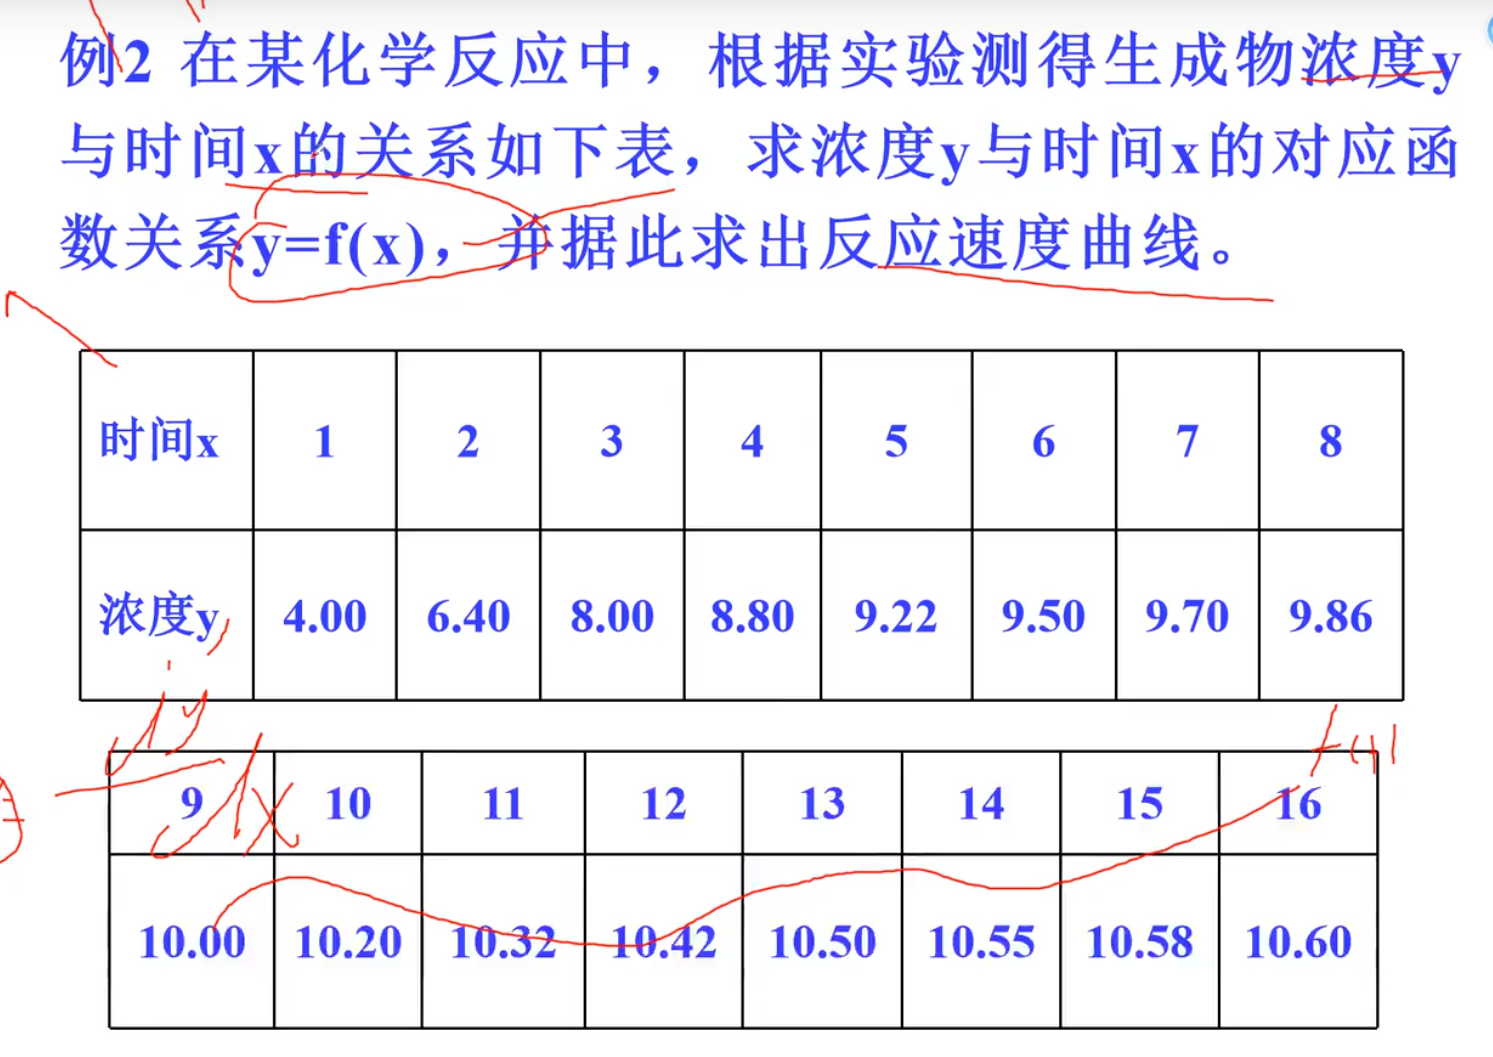 例2 在某化学反应中，根据实验测得生成物浓度y
与时间x的关系如下表，求浓度y与时间x的对应函
数关系y=f(x)，并据此求出反应速度曲线。
时间x 1 2 3 4 5 6 7 8
浓度y 4.00 6.40 8.00 8.80 9.22 9.50 9.70 9.86
dy
dx
9 10 11 12 13 14 15 16
10.00 10.20 10.32 10.42 10.50 10.55 10.58 10.60